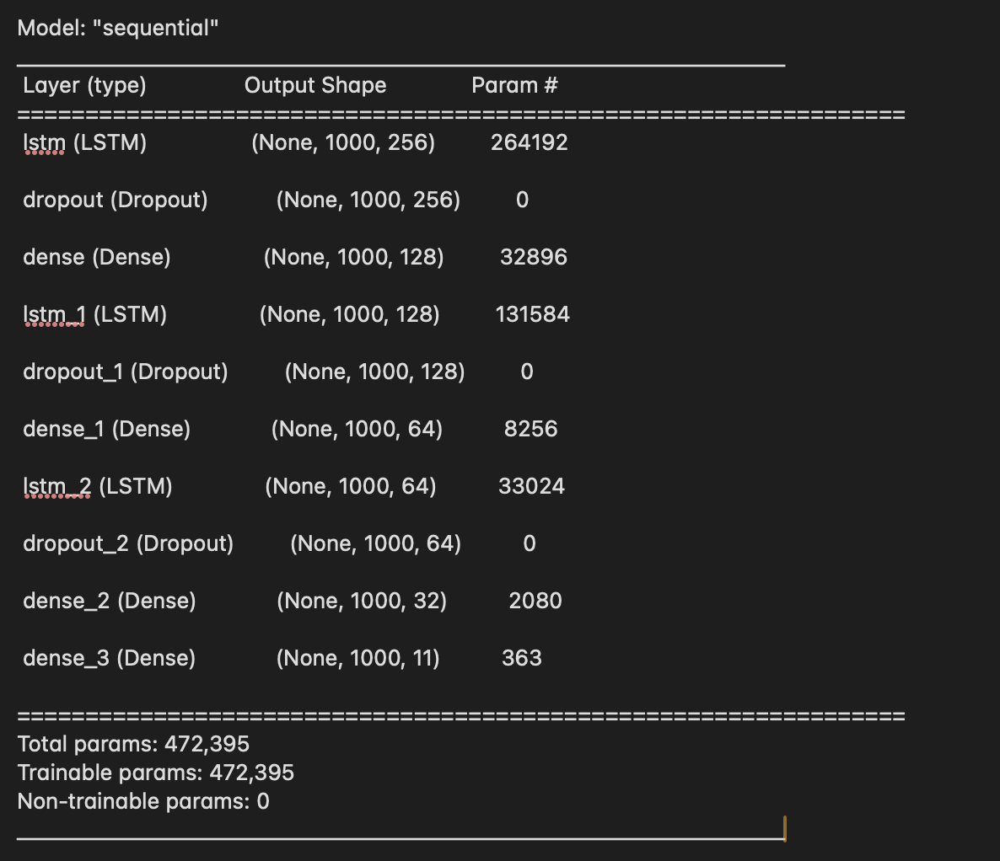 Model: "sequential"
_________________________________________________________________
Layer (type) Output Shape Param #
=================================================================
lstm (LSTM) (None, 1000, 256) 264192
dropout (Dropout) (None, 1000, 256) 0
dense (Dense) (None, 1000, 128) 32896
lstm_1 (LSTM) (None, 1000, 128) 131584
dropout_1 (Dropout) (None, 1000, 128) 0
dense_1 (Dense) (None, 1000, 64) 8256
lstm_2 (LSTM) (None, 1000, 64) 33024
dropout_2 (Dropout) (None, 1000, 64) 0
dense_2 (Dense) (None, 1000, 32) 2080
dense_3 (Dense) (None, 1000, 11) 363
=================================================================
Total params: 472,395
Trainable params: 472,395
Non-trainable params: 0
_________________________________________________________________